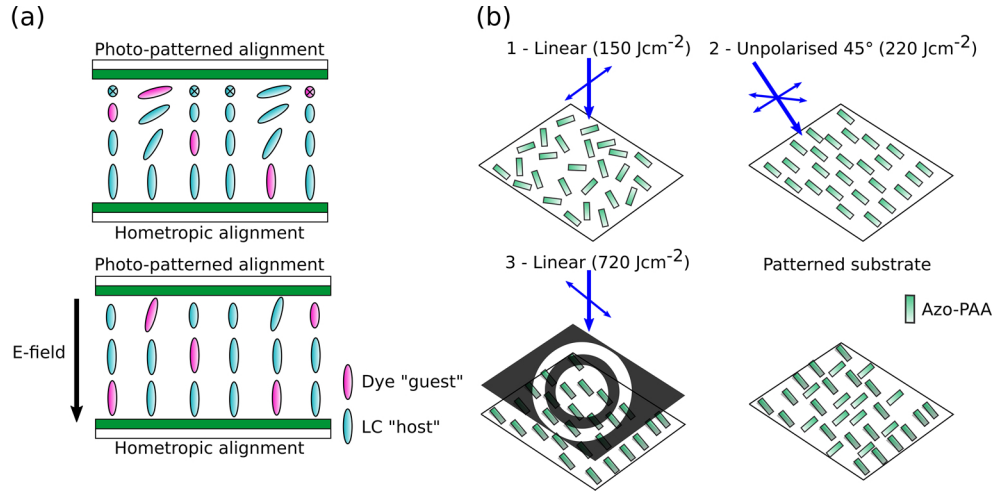 (a)
Photo-patterned alignment
Hometropic alignment
Photo-patterned alignment
E-field
Hometropic alignment
Dye "guest"
LC "host"
(b)
1 - Linear (150 Jcm-2)
2 - Unpolarised 45° (220 Jcm-2)
3 - Linear (720 Jcm-2)
Patterned substrate
Azo-PAA